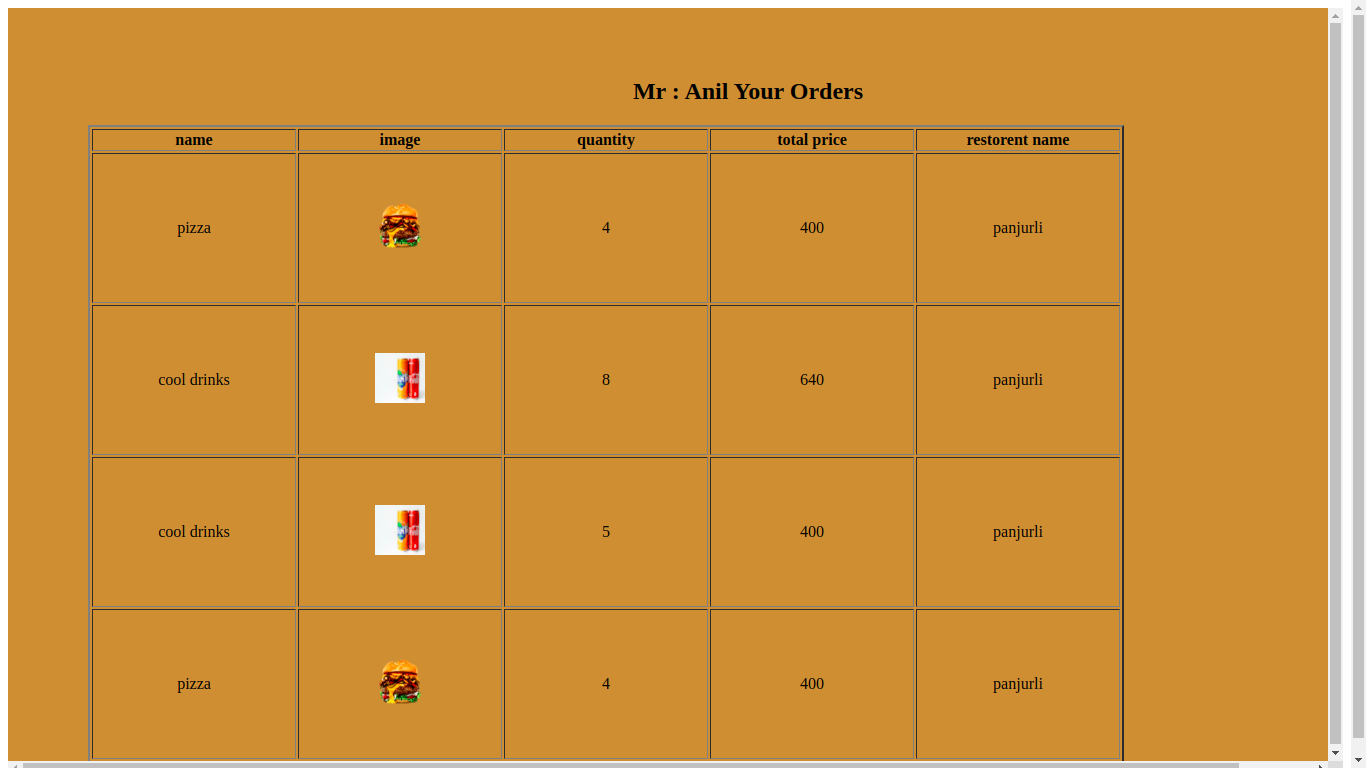 Mr : Anil Your Orders
name image quantity total price restorent name
pizza 4 400 panjurli
cool drinks 8 640 panjurli
cool drinks 5 400 panjurli
pizza 4 400 panjurli